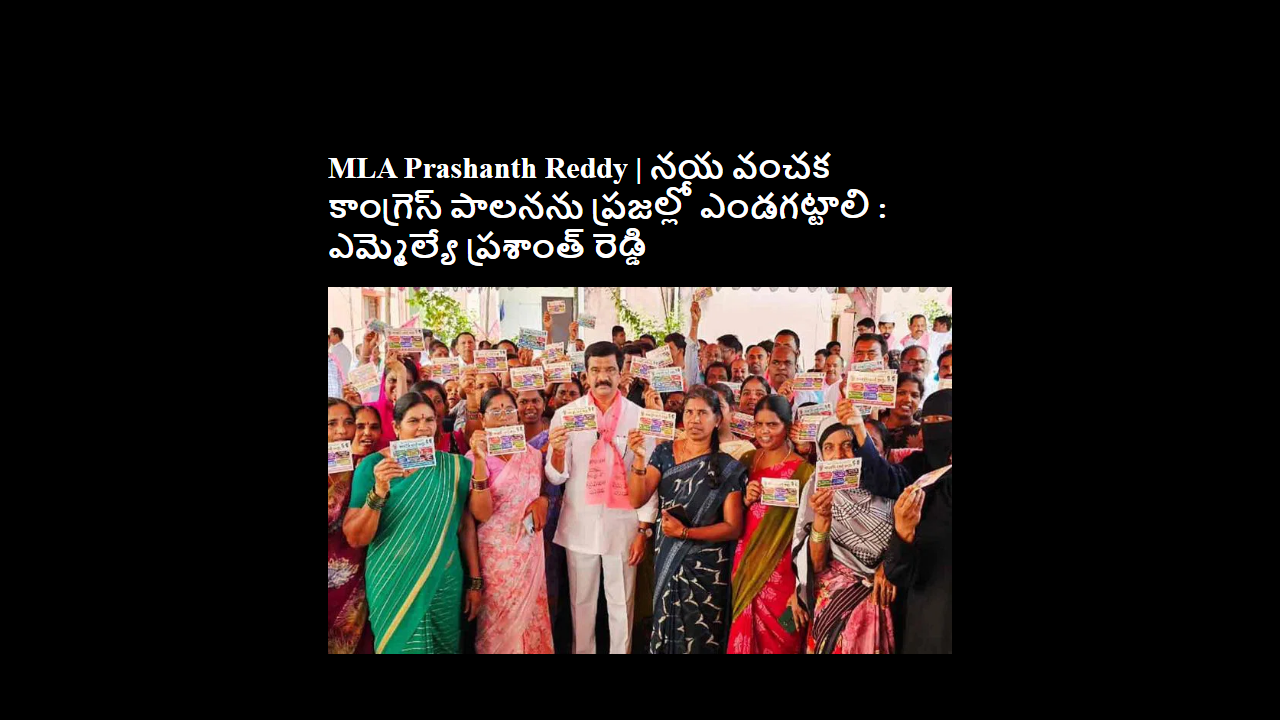 MLA Prashanth Reddy | నయ వంచక
కాంగ్రెస్ పాలనను ప్రజల్లో ఎండగట్టాలి :
ఎమ్మెల్యే ప్రశాంత్ రెడ్డి